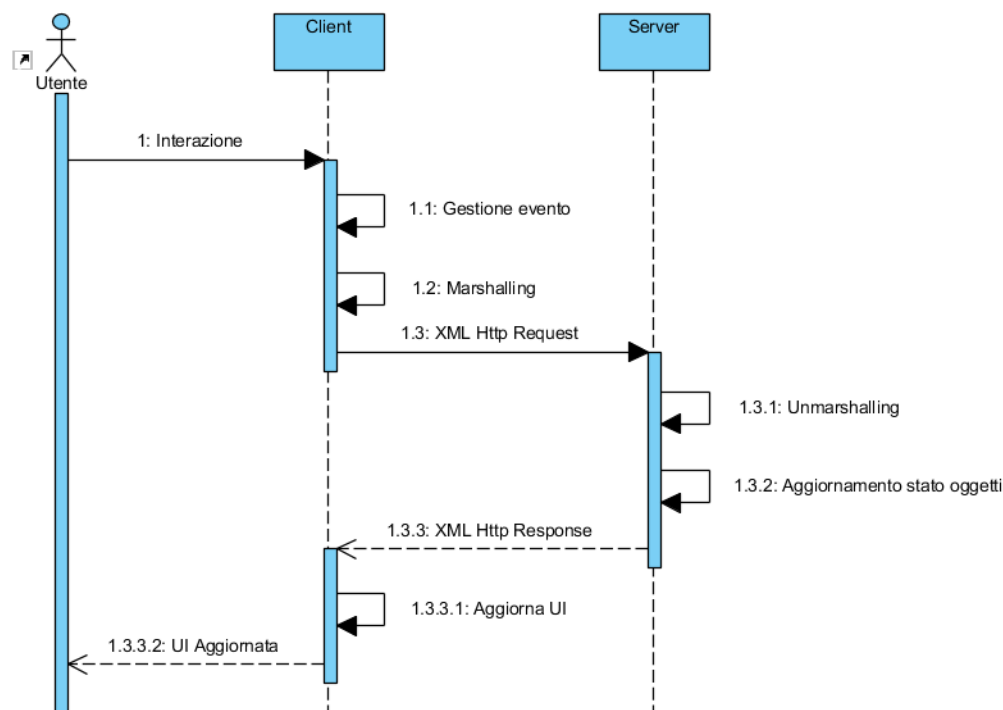 Client
Server
Utente
1: Interazione
1.1: Gestione evento
1.2: Marshalling
1.3: XML Http Request
1.3.1: Unmarshalling
1.3.2: Aggiornamento stato oggetti
1.3.3: XML Http Response
1.3.3.1: Aggiorna UI
1.3.3.2: UI Aggiornata